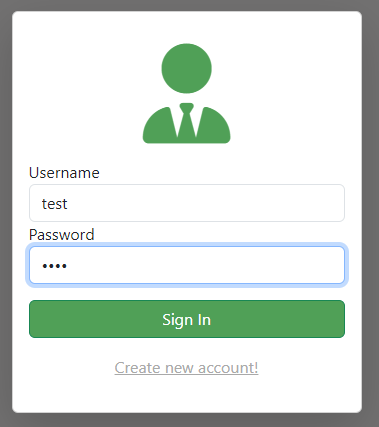 Username
test
Password
••••
Sign In
Create new account!